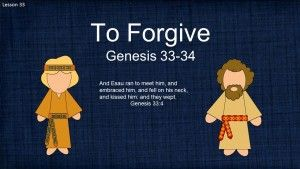 Lesson 33
To Forgive
Genesis 33-34
And Esau ran to meet him, and
embraced him, and fell on his neck,
and kissed him: and they wept.
Genesis 33:4